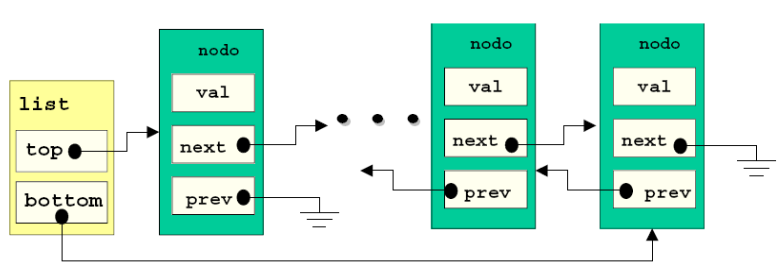 list
top
bottom
nodo
val
next
prev
nodo
val
next
prev
nodo
val
next
prev